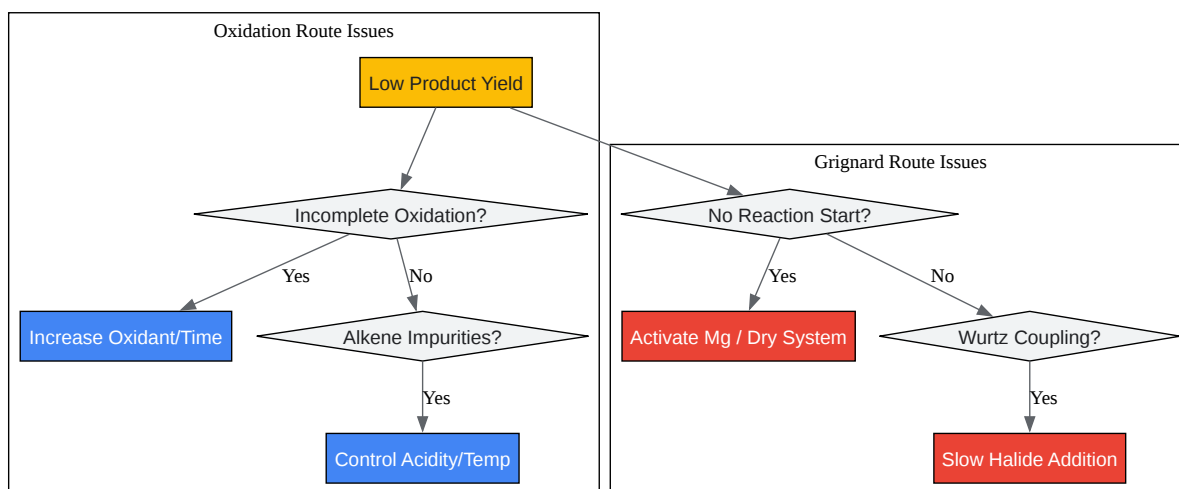 Oxidation Route Issues
Low Product Yield
Grignard Route Issues
Incomplete Oxidation?
No Reaction Start?
Yes
No
Yes
No
Increase Oxidant/Time
Alkene Impurities?
Activate Mg / Dry System
Wurtz Coupling?
Yes
Yes
Control Acidity/Temp
Slow Halide Addition